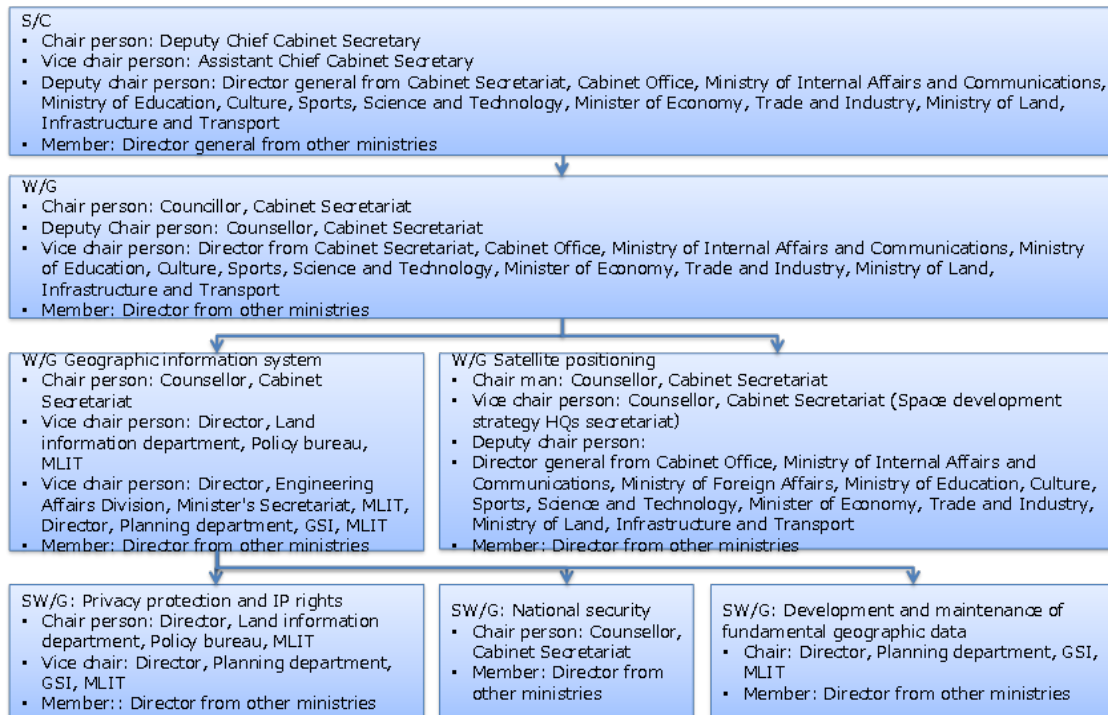 S/C
• Chair person: Deputy Chief Cabinet Secretary
• Vice chair person: Assistant Chief Cabinet Secretary
• Deputy chair person: Director general from Cabinet Secretariat, Cabinet Office, Ministry of Internal Affairs and Communications,
Ministry of Education, Culture, Sports, Science and Technology, Minister of Economy, Trade and Industry, Ministry of Land,
Infrastructure and Transport
• Member: Director general from other ministries
W/G
• Chair person: Councillor, Cabinet Secretariat
• Deputy Chair person: Counsellor, Cabinet Secretariat
• Vice chair person: Director from Cabinet Secretariat, Cabinet Office, Ministry of Internal Affairs and Communications, Ministry
of Education, Culture, Sports, Science and Technology, Minister of Economy, Trade and Industry, Ministry of Land,
Infrastructure and Transport
• Member: Director from other ministries
W/G Geographic information system
• Chair person: Counsellor, Cabinet
Secretariat
• Vice chair person: Director, Land
information department, Policy bureau,
MLIT
• Vice chair person: Director, Engineering
Affairs Division, Minister's Secretariat, MLIT,
Director, Planning department, GSI, MLIT
• Member: Director from other ministries
W/G Satellite positioning
• Chair man: Counsellor, Cabinet Secretariat
• Vice chair person: Counsellor, Cabinet Secretariat (Space development
strategy HQs secretariat)
• Deputy chair person:
• Director general from Cabinet Office, Ministry of Internal Affairs and
Communications, Ministry of Foreign Affairs, Ministry of Education, Culture,
Sports, Science and Technology, Minister of Economy, Trade and Industry,
Ministry of Land, Infrastructure and Transport
• Member: Director from other ministries
SW/G: Privacy protection and IP rights
• Chair person: Director, Land information
department, Policy bureau, MLIT
• Vice chair: Director, Planning department,
GSI, MLIT
• Member:: Director from other ministries
SW/G: National security
• Chair person: Counsellor,
Cabinet Secretariat
• Member: Director from
other ministries
SW/G: Development and maintenance of
fundamental geographic data
• Chair: Director, Planning department, GSI,
MLIT
• Member: Director from other ministries